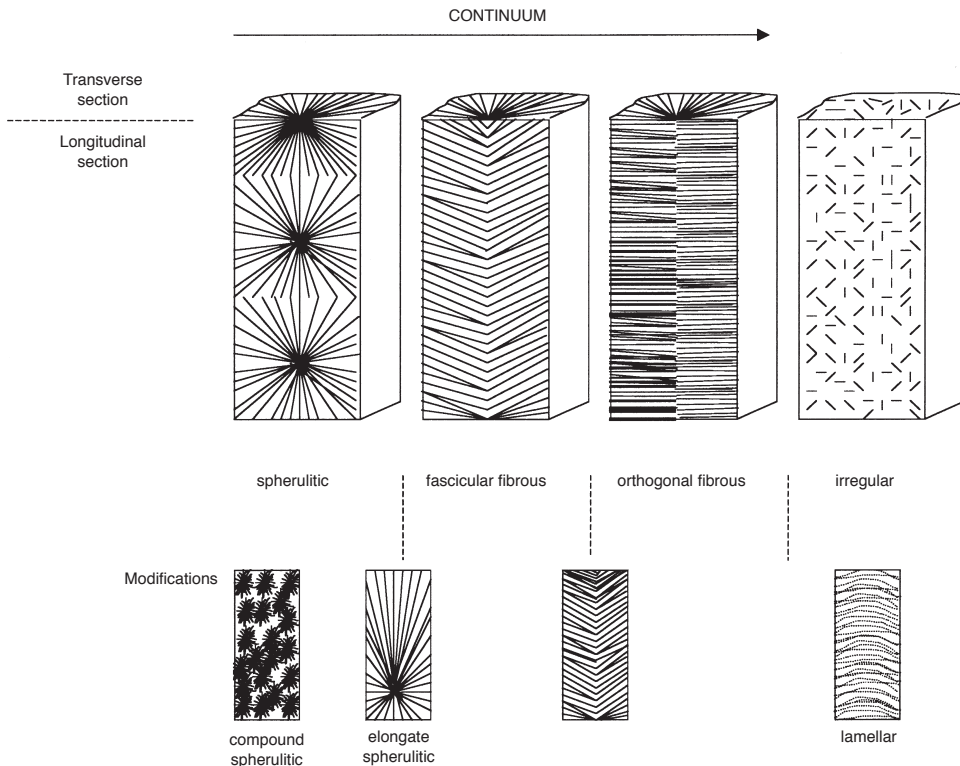 CONTINUUM
Transverse
section
Longitudinal
section
spherulitic
fascicular fibrous
orthogonal fibrous
irregular
Modifications
compound
spherulitic
elongate
spherulitic
lamellar